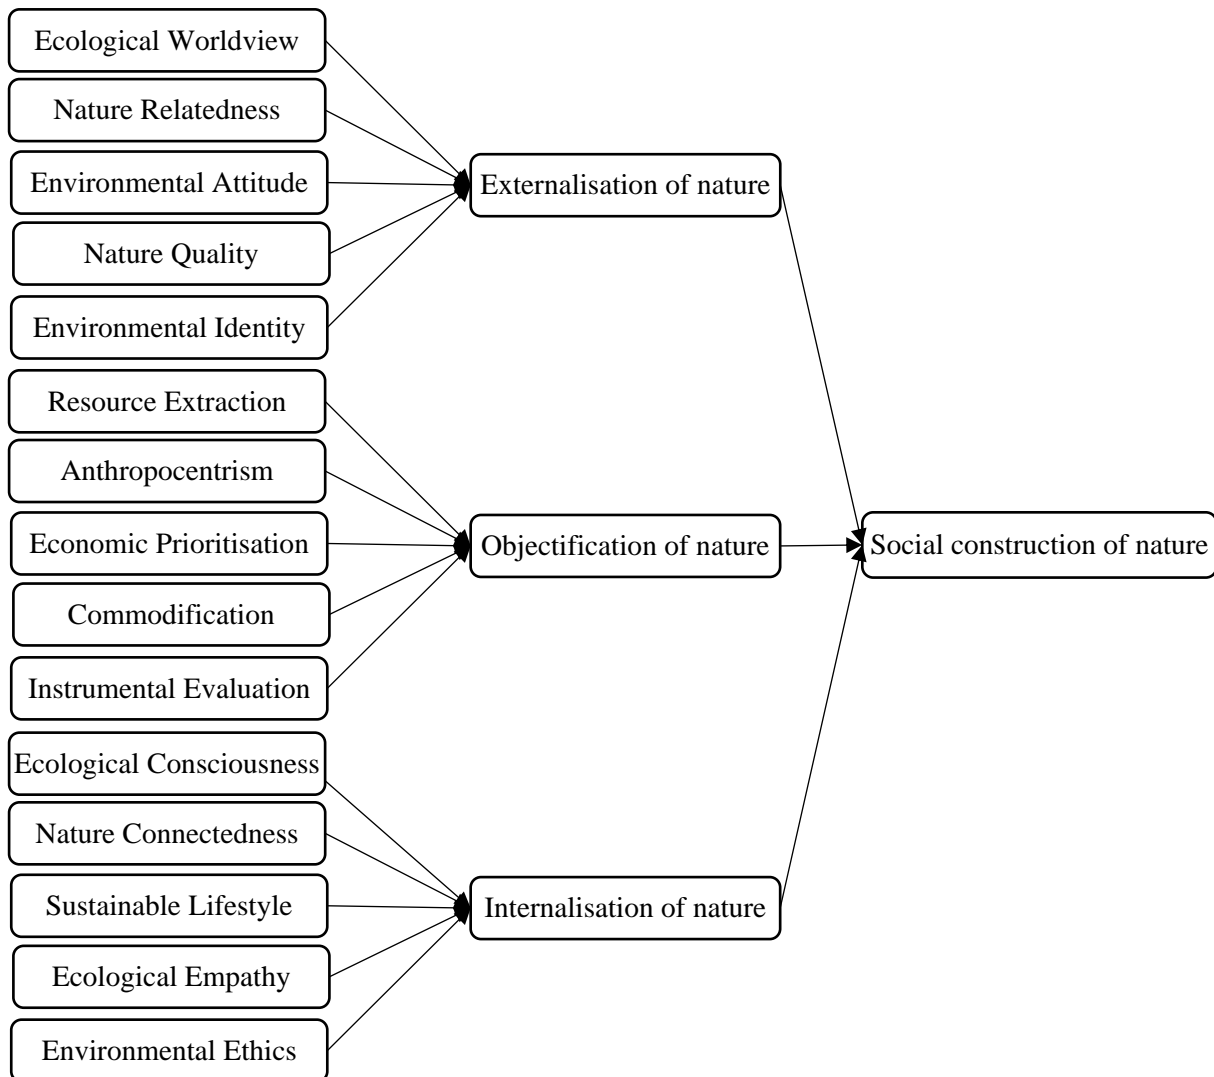 Ecological Worldview
Nature Relatedness
Environmental Attitude
Nature Quality
Environmental Identity
Resource Extraction
Anthropocentrism
Economic Prioritisation
Commodification
Instrumental Evaluation
Ecological Consciousness
Nature Connectedness
Sustainable Lifestyle
Ecological Empathy
Environmental Ethics
Externalisation of nature
Objectification of nature
Internalisation of nature
Social construction of nature